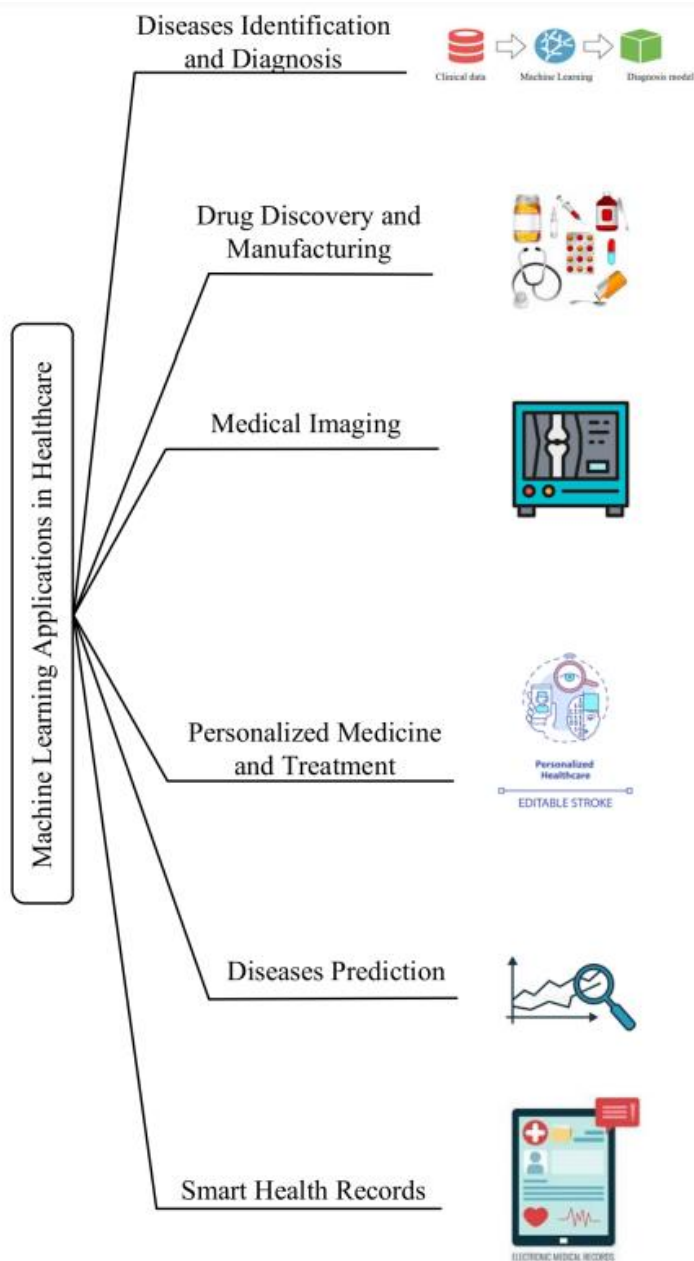 Machine Learning Applications in Healthcare
Diseases Identification
and Diagnosis
Clinical data
Machine Learning
Diagnosis model
Drug Discovery and
Manufacturing
Medical Imaging
Personalized Medicine
and Treatment
Personalized
Healthcare
EDITABLE STROKE
Diseases Prediction
Smart Health Records
ELECTRONIC MEDICAL RECORDS